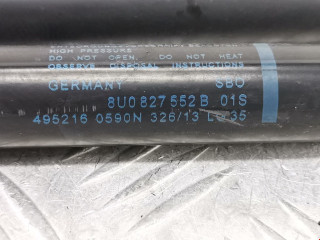 HIGH PRESSURE
DO NOT OPEN. DO NOT HEAT
OBSERVE DISPOSAL INSTRUCTIONS
GERMANY SBO
8U0 827 552 B 01S
495216 0590N 326/13 L 35